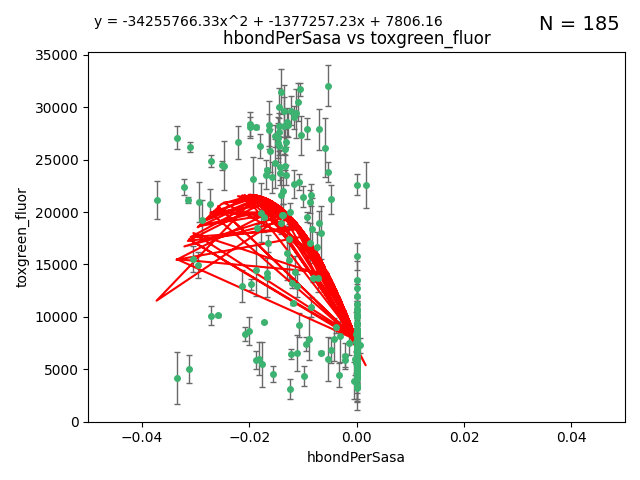 y = -34255766.33x^2 + -1377257.23x + 7806.16
N = 185
hbondPerSasa vs toxgreen_fluor
35000
30000
25000
20000
15000
10000
5000
0
toxgreen_fluor
−0.04
−0.02
0.00
0.02
0.04
hbondPerSasa